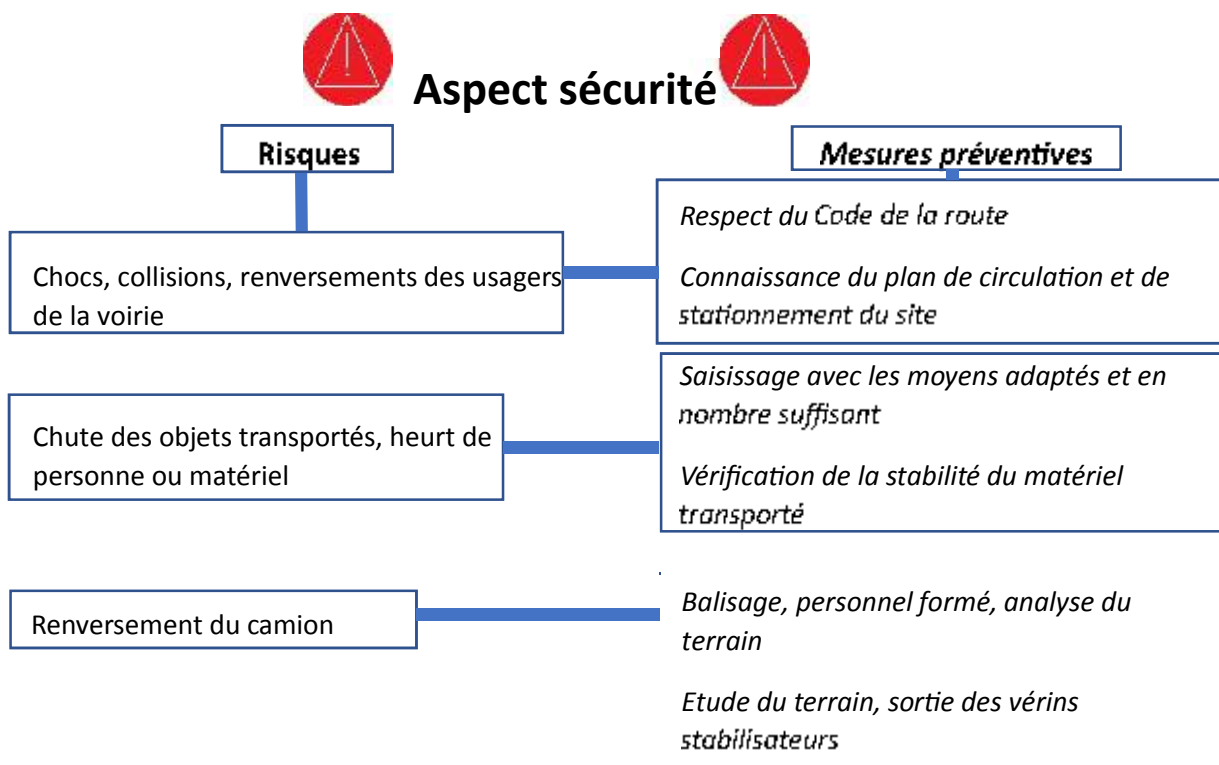 Aspect sécurité
Risques
Mesures préventives
Chocs, collisions, renversements des usagers
de la voirie
Respect du Code de la route
Connaissance du plan de circulation et de
stationnement du site
Chute des objets transportés, heurt de
personne ou matériel
Saisissage avec les moyens adaptés et en
nombre suffisant
Vérification de la stabilité du matériel
transporté
Renversement du camion
Balisage, personnel formé, analyse du
terrain
Etude du terrain, sortie des vérins
stabilisateurs